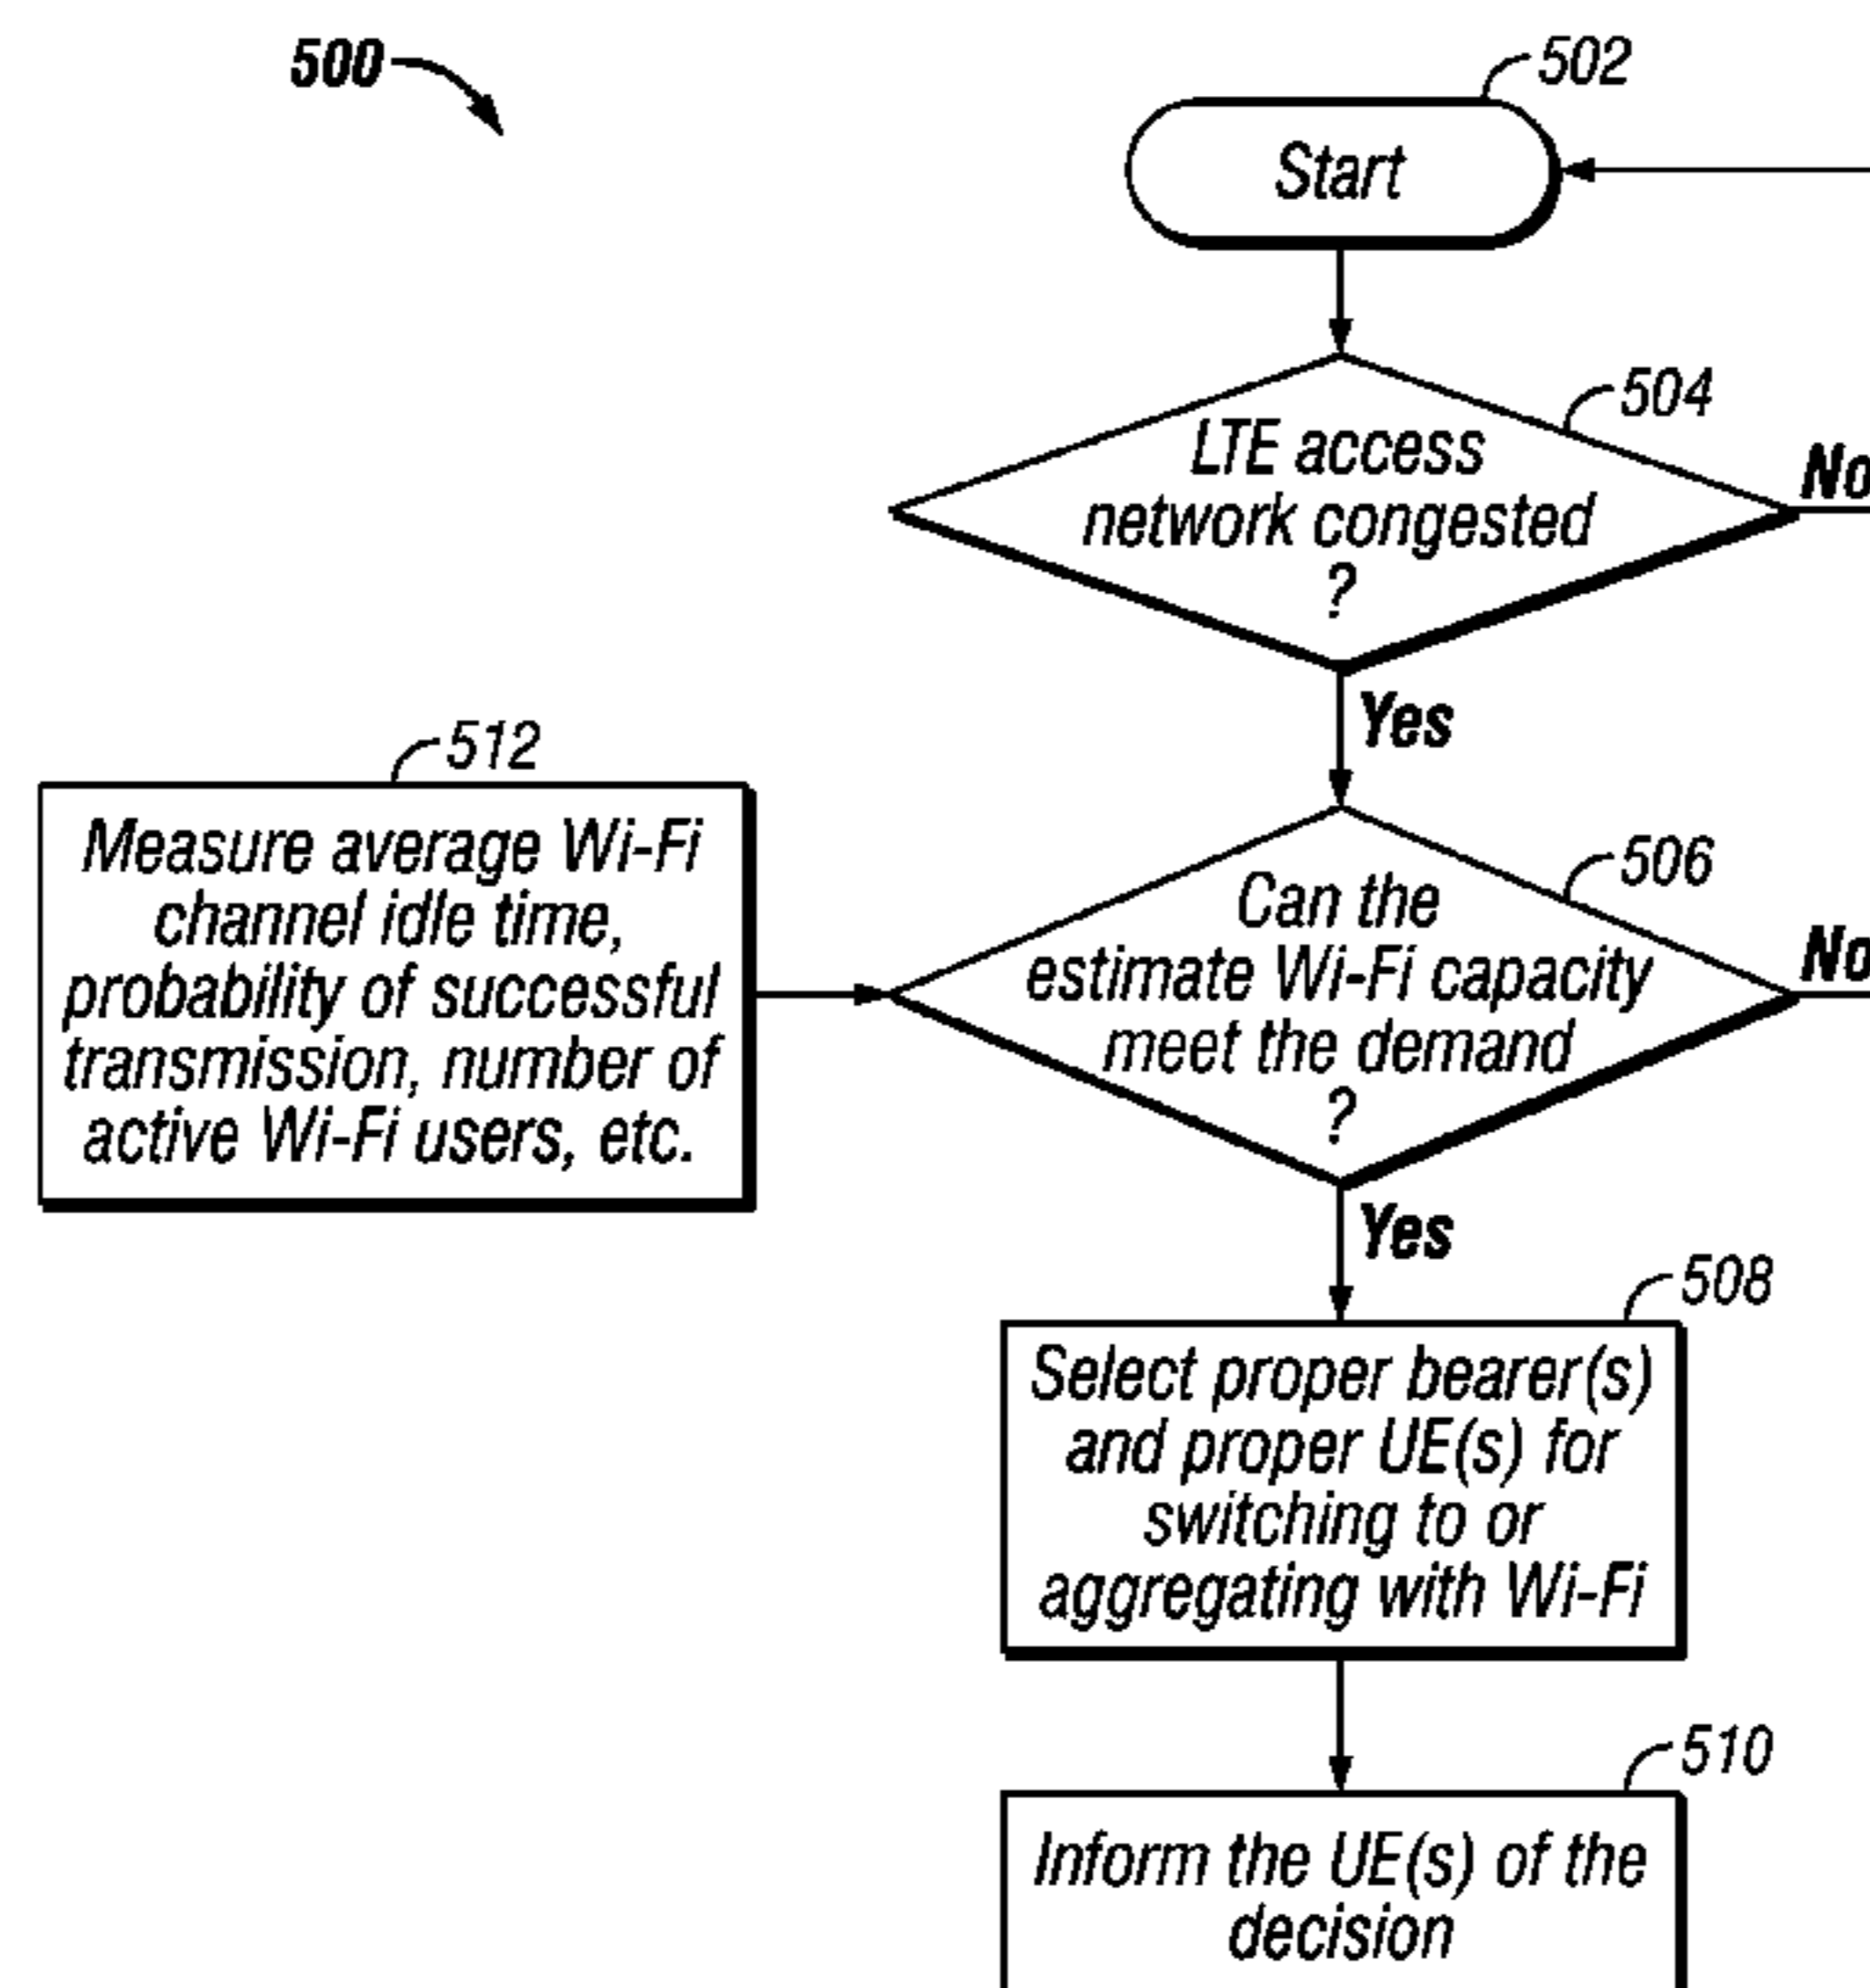 500
502
Start
504
LTE access
network congested
?
No
Yes
512
Measure average Wi-Fi
channel idle time,
probability of successful
transmission, number of
active Wi-Fi users, etc.
506
Can the
estimate Wi-Fi capacity
meet the demand
?
No
Yes
508
Select proper bearer(s)
and proper UE(s) for
switching to or
aggregating with Wi-Fi
510
Inform the UE(s) of the
decision